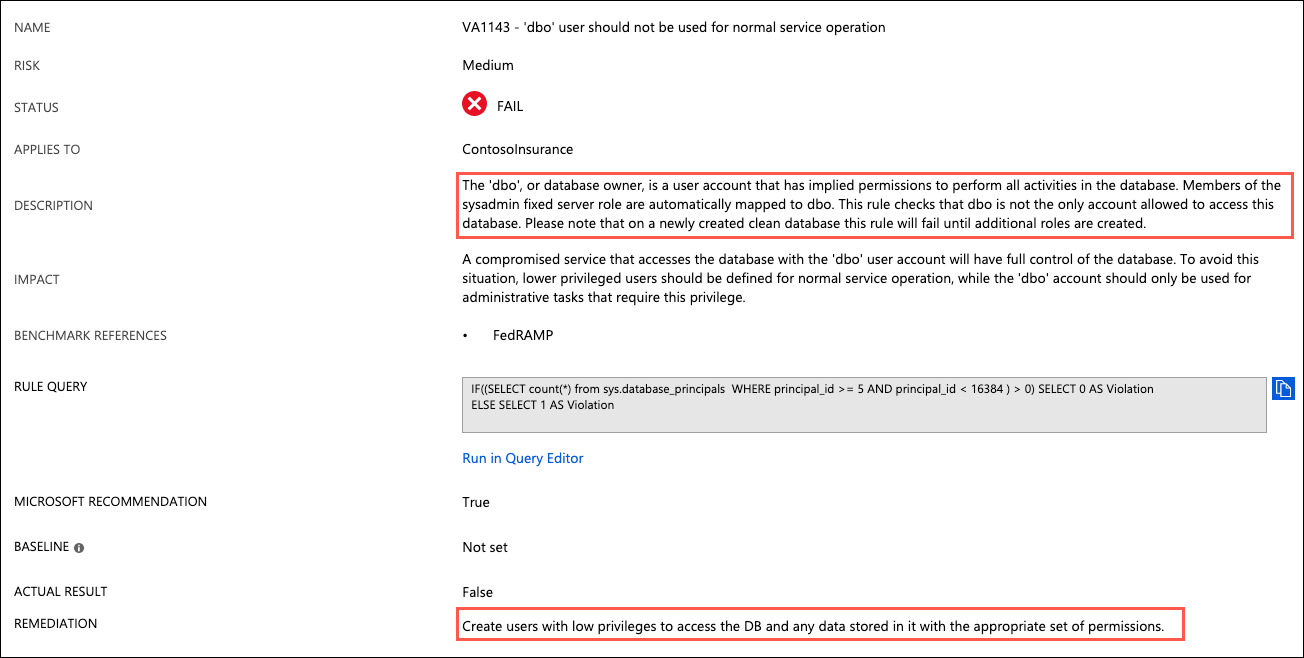 NAME VA1143 - 'dbo' user should not be used for normal service operation
RISK Medium
STATUS FAIL
APPLIES TO ContosoInsurance
DESCRIPTION
The 'dbo', or database owner, is a user account that has implied permissions to perform all activities in the database. Members of the
sysadmin fixed server role are automatically mapped to dbo. This rule checks that dbo is not the only account allowed to access this
database. Please note that on a newly created clean database this rule will fail until additional roles are created.
IMPACT
A compromised service that accesses the database with the 'dbo' user account will have full control of the database. To avoid this
situation, lower privileged users should be defined for normal service operation, while the 'dbo' account should only be used for
administrative tasks that require this privilege.
BENCHMARK REFERENCES • FedRAMP
RULE QUERY
IF((SELECT count(*) from sys.database_principals  WHERE principal_id >= 5 AND principal_id < 16384 ) > 0) SELECT 0 AS Violation
ELSE SELECT 1 AS Violation
Run in Query Editor
MICROSOFT RECOMMENDATION True
BASELINE Not set
ACTUAL RESULT False
REMEDIATION Create users with low privileges to access the DB and any data stored in it with the appropriate set of permissions.